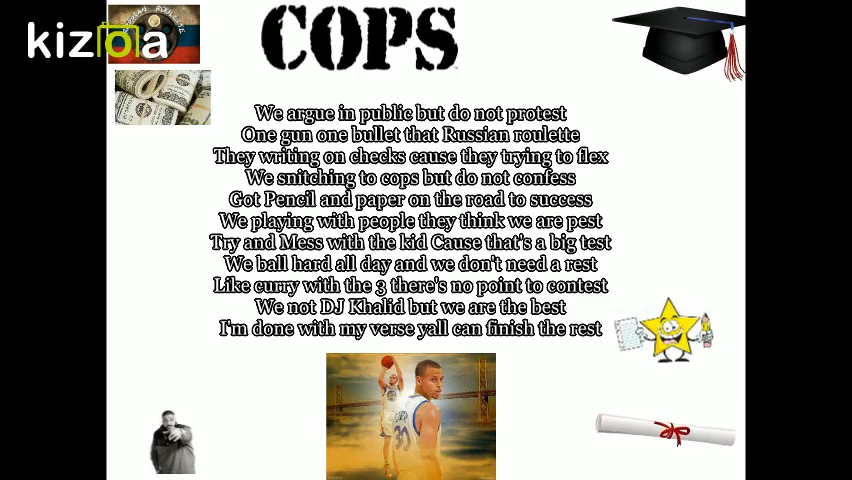 kizoa
RUSSIAN ROULETTE
COPS
We argue in public but do not protest
One gun one bullet that Russian roulette
They writing on checks cause they trying to flex
We snitching to cops but do not confess
Got Pencil and paper on the road to success
We playing with people they think we are pest
Try and Mess with the kid Cause that's a big test
We ball hard all day and we don't need a rest
Like curry with the 3 there's no point to contest
We not DJ Khalid but we are the best
I'm done with my verse yall can finish the rest
30